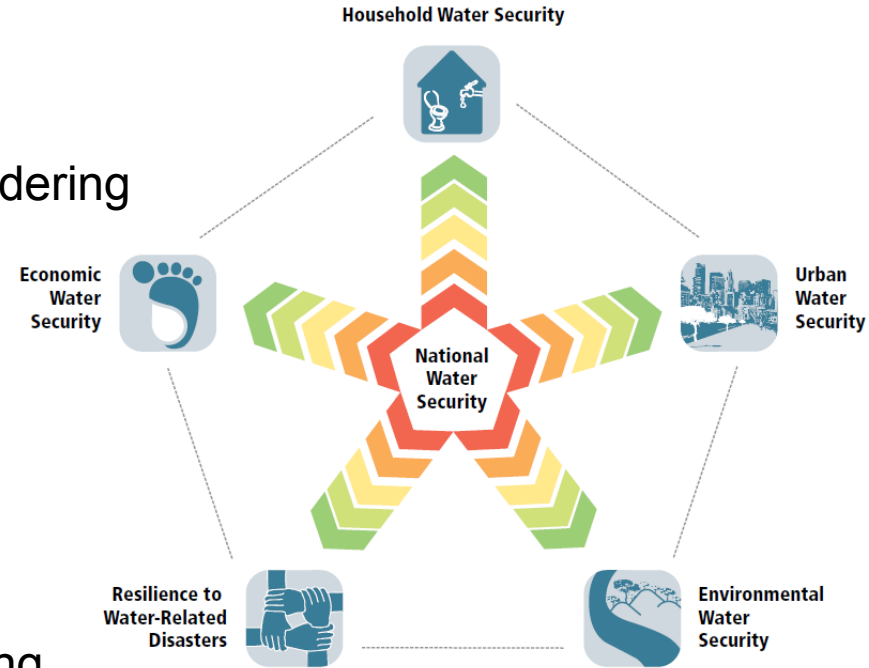 Household Water Security
dering
Economic
Water
Security
Urban
Water
Security
National
Water
Security
Resilience to
Water-Related
Disasters
Environmental
Water
Security
ng